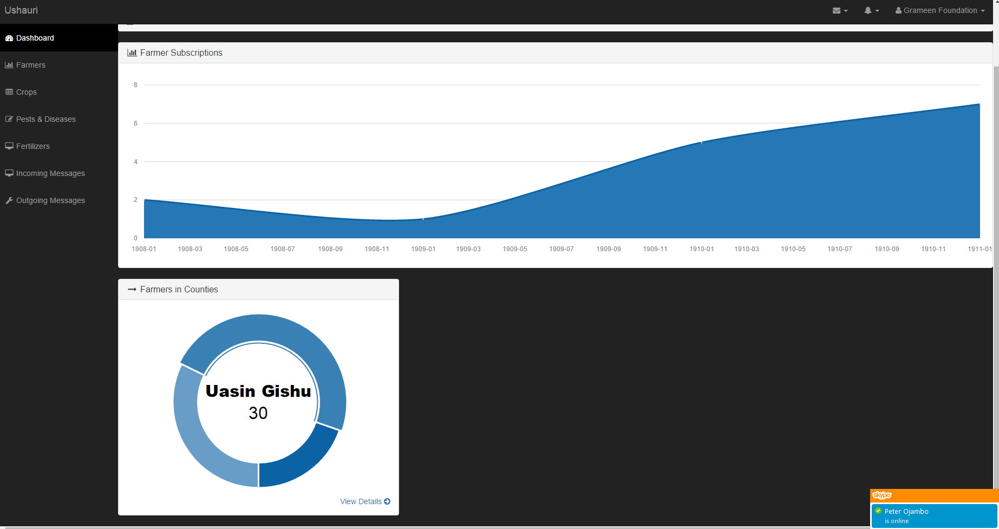 Ushauri
Grameen Foundation
Dashboard
Farmers
Crops
Pests & Diseases
Fertilizers
Incoming Messages
Outgoing Messages
Farmer Subscriptions
8
6
4
2
0
1908-01 1908-03 1908-05 1908-07 1908-09 1908-11 1909-01 1909-03 1909-05 1909-07 1909-09 1909-11 1910-01 1910-03 1910-05 1910-07 1910-09 1910-11 1911-01
Farmers in Counties
Uasin Gishu
30
View Details
skype
Peter Ojambo
is online